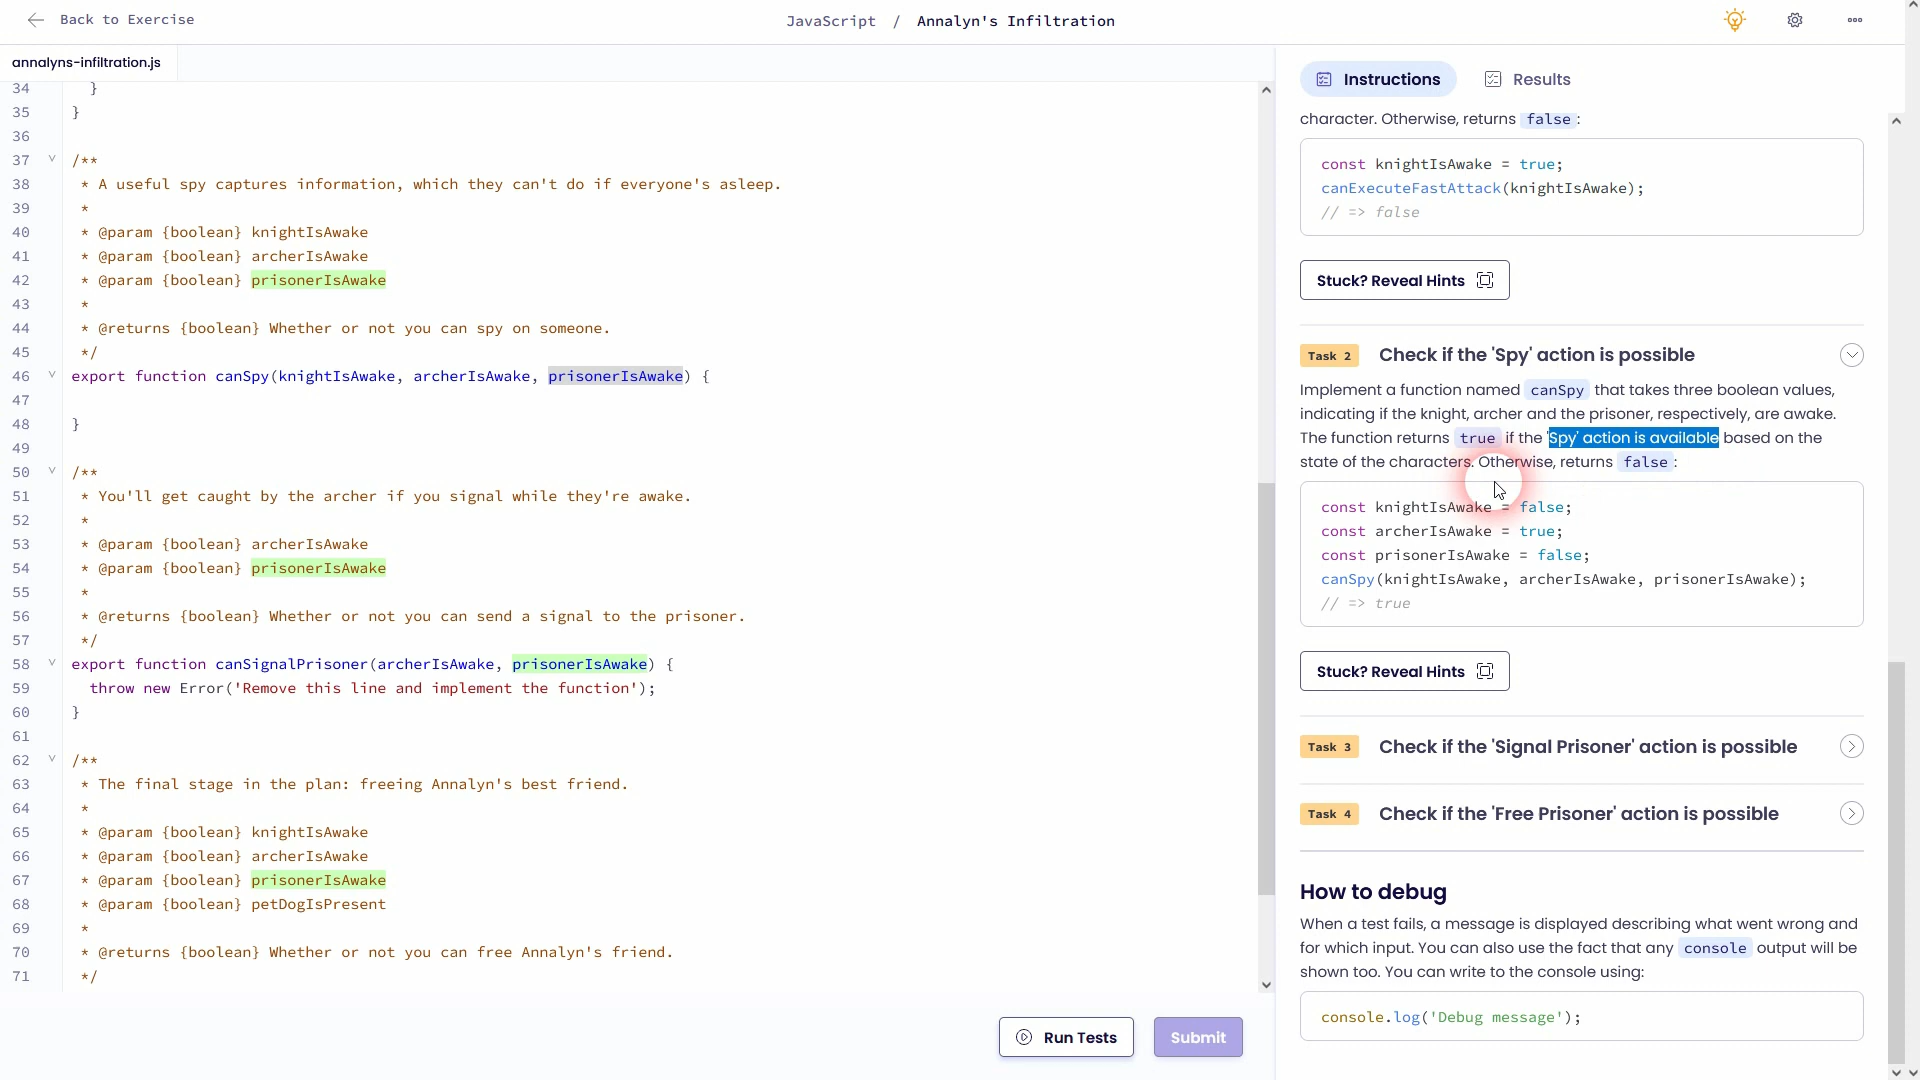 Back to Exercise
JavaScript / Annalyn's Infiltration
annalyns-infiltration.js
34 }
35 }
36
37 /**
38 * A useful spy captures information, which they can't do if everyone's asleep.
39 *
40 * @param {boolean} knightIsAwake
41 * @param {boolean} archerIsAwake
42 * @param {boolean} prisonerIsAwake
43 *
44 * @returns {boolean} Whether or not you can spy on someone.
45 */
46 export function canSpy(knightIsAwake, archerIsAwake, prisonerIsAwake) {
47
48 }
49
50 /**
51 * You'll get caught by the archer if you signal while they're awake.
52 *
53 * @param {boolean} archerIsAwake
54 * @param {boolean} prisonerIsAwake
55 *
56 * @returns {boolean} Whether or not you can send a signal to the prisoner.
57 */
58 export function canSignalPrisoner(archerIsAwake, prisonerIsAwake) {
59 throw new Error('Remove this line and implement the function');
60 }
61
62 /**
63 * The final stage in the plan: freeing Annalyn's best friend.
64 *
65 * @param {boolean} knightIsAwake
66 * @param {boolean} archerIsAwake
67 * @param {boolean} prisonerIsAwake
68 * @param {boolean} petDogIsPresent
69 *
70 * @returns {boolean} Whether or not you can free Annalyn's friend.
71 */
Run Tests
Submit
Instructions
Results
character. Otherwise, returns false:
const knightIsAwake = true;
canExecuteFastAttack(knightIsAwake);
// => false
Stuck? Reveal Hints
Task 2 Check if the 'Spy' action is possible
Implement a function named canSpy that takes three boolean values,
indicating if the knight, archer and the prisoner, respectively, are awake.
The function returns true if the 'Spy' action is available based on the
state of the characters. Otherwise, returns false:
const knightIsAwake = false;
const archerIsAwake = true;
const prisonerIsAwake = false;
canSpy(knightIsAwake, archerIsAwake, prisonerIsAwake);
// => true
Stuck? Reveal Hints
Task 3 Check if the 'Signal Prisoner' action is possible
Task 4 Check if the 'Free Prisoner' action is possible
How to debug
When a test fails, a message is displayed describing what went wrong and
for which input. You can also use the fact that any console output will be
shown too. You can write to the console using:
console.log('Debug message');